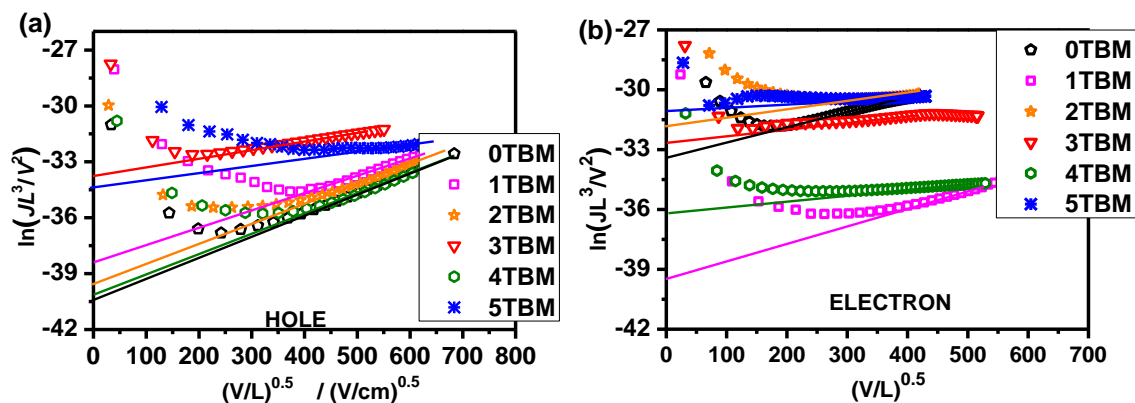 (a)
ln(JL³/V²)
-27
-30
-33
-36
-39
-42
0 100 200 300 400 500 600 700 800
(V/L)^0.5 / (V/cm)^0.5
HOLE
0TBM
1TBM
2TBM
3TBM
4TBM
5TBM
(b)
ln(JL³/V²)
-27
-30
-33
-36
-39
-42
0 100 200 300 400 500 600 700
(V/L)^0.5
ELECTRON
0TBM
1TBM
2TBM
3TBM
4TBM
5TBM